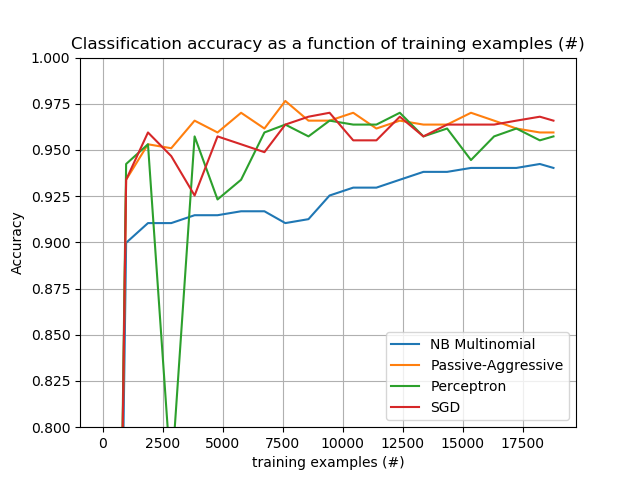 Classification accuracy as a function of training examples (#)
1.000
0.975
0.950
0.925
0.900
0.875
0.850
0.825
0.800
Accuracy
NB Multinomial
Passive-Aggressive
Perceptron
SGD
0 2500 5000 7500 10000 12500 15000 17500
training examples (#)